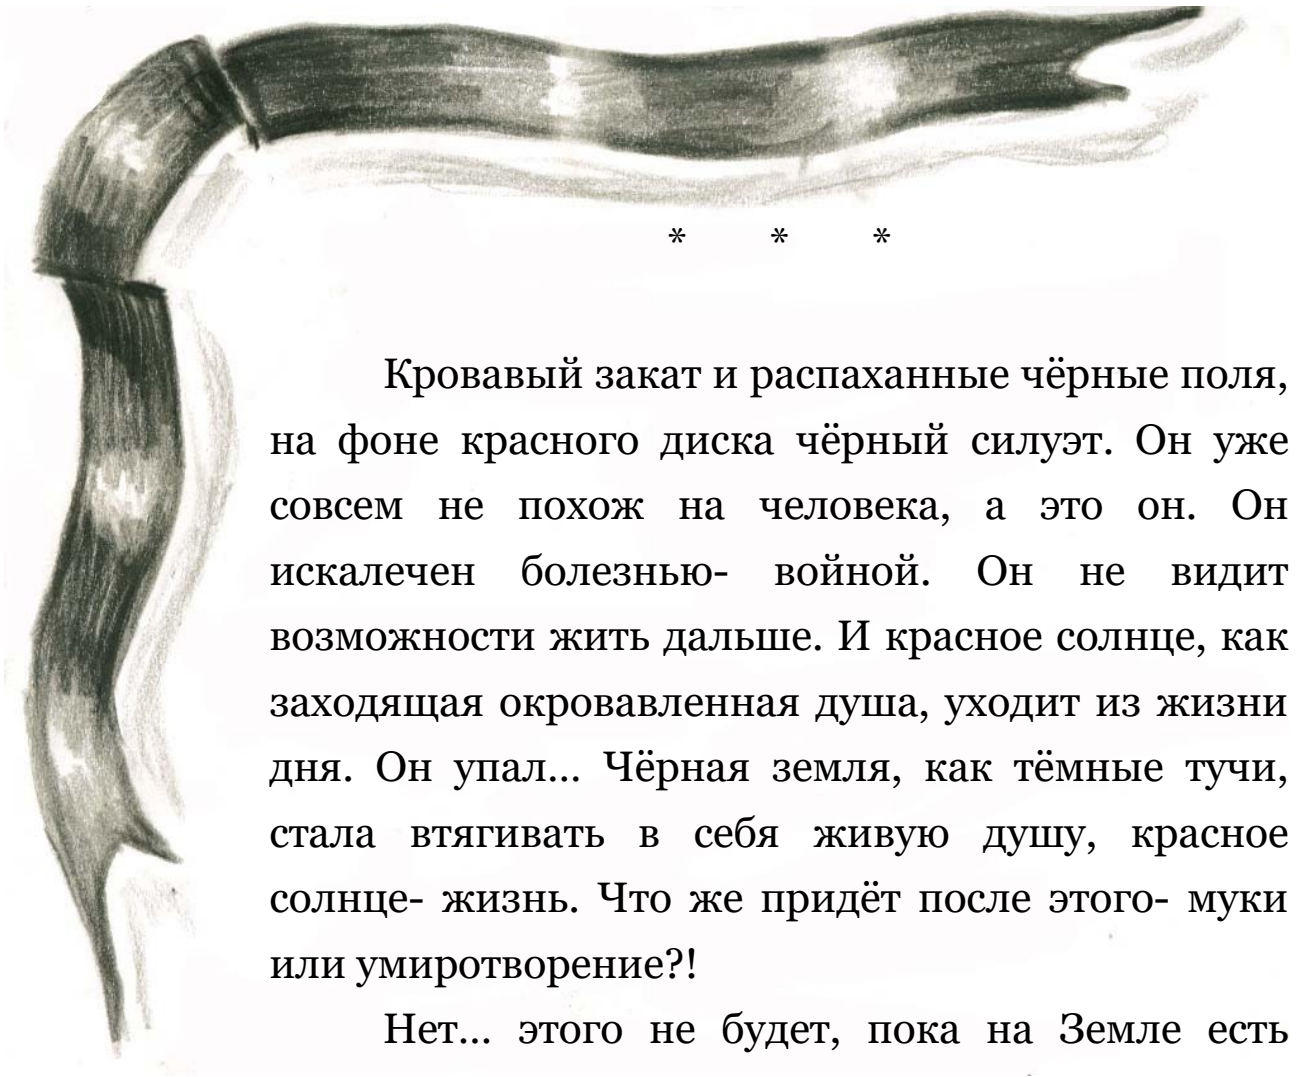 * * *
Кровавый закат и распаханные чёрные поля,
на фоне красного диска чёрный силуэт. Он уже
совсем не похож на человека, а это он. Он
искалечен болезнью- войной. Он не видит
возможности жить дальше. И красное солнце, как
заходящая окровавленная душа, уходит из жизни
дня. Он упал... Чёрная земля, как тёмные тучи,
стала втягивать в себя живую душу, красное
солнце- жизнь. Что же придёт после этого- муки
или умиротворение?!
Нет... этого не будет, пока на Земле есть